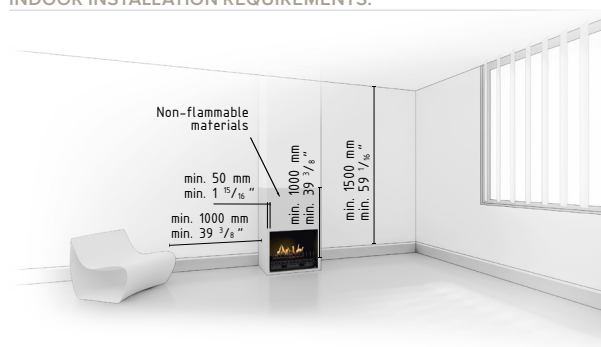 INDOOR INSTALLATION REQUIREMENTS:
Non-flammable
materials
min. 50 mm
min. 1 15/16 "
min. 1000 mm
min. 39 3/8 "
min. 1000 mm
min. 39 3/8 "
min. 1500 mm
min. 59 1/16 "